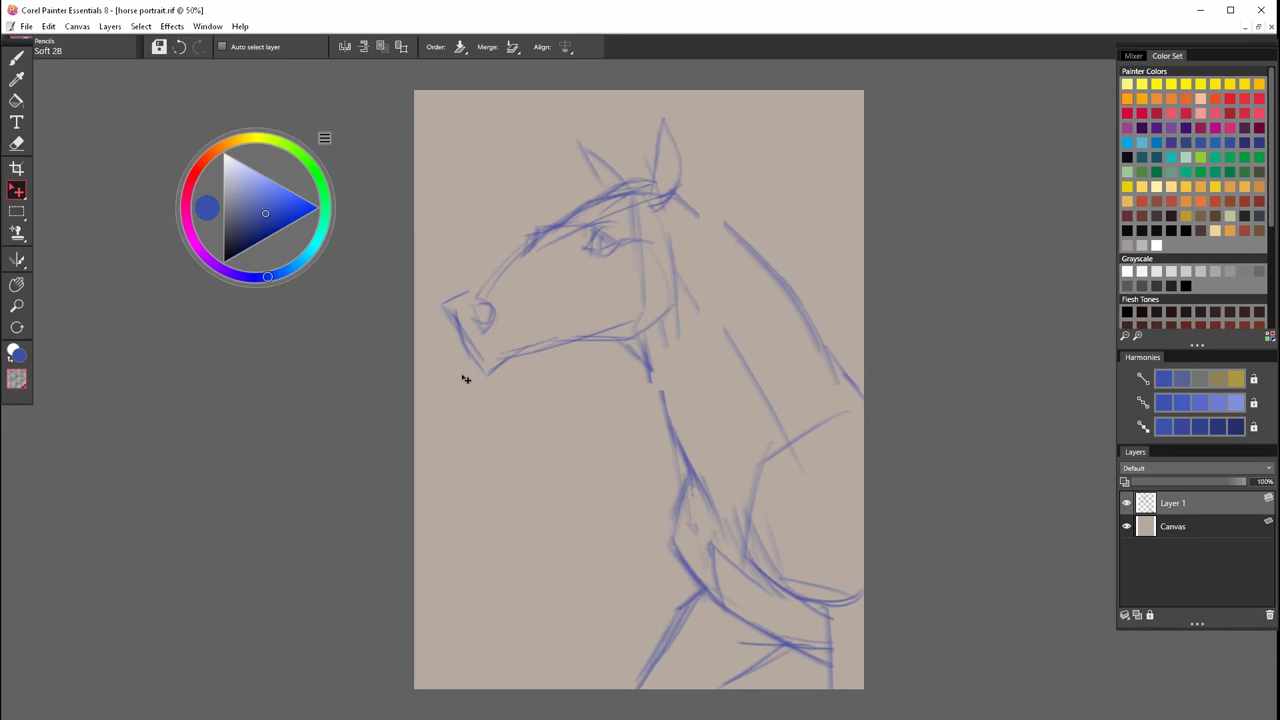 Corel Painter Essentials 8 - [horse portrait.rif @ 50%]
File Edit Canvas Layers Select Effects Window Help
Pencils
Soft 2B
Auto select layer
Order: Merge: Align:
Mixer Color Set
Painter Colors
Grayscale
Flesh Tones
Harmonies
Layers
Default
100%
Layer 1
Canvas